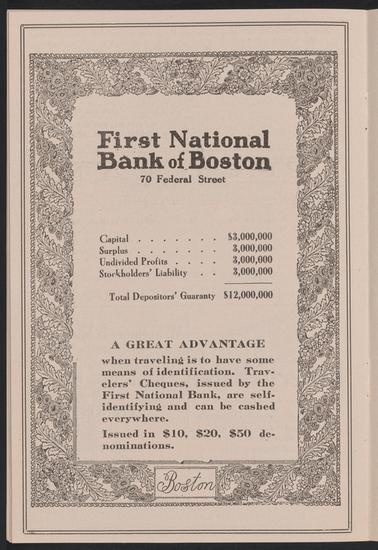 First National
Bank of Boston
70 Federal Street
Capital . . . . . . . $3,000,000
Surplus . . . . . . . 3,000,000
Undivided Profits . . . . 3,000,000
Stockholders' Liability . . 3,000,000
Total Depositors' Guaranty $12,000,000
A GREAT ADVANTAGE
when traveling is to have some
means of identification. Trav-
elers' Cheques, issued by the
First National Bank, are self-
identifying and can be cashed
everywhere.
Issued in $10, $20, $50 de-
nominations.
Boston